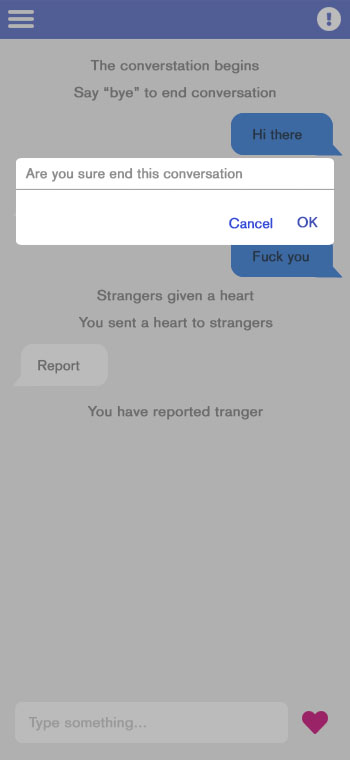 The converstation begins
Say “bye” to end conversation
Hi there
Are you sure end this conversation
Cancel OK
Fuck you
Strangers given a heart
You sent a heart to strangers
Report
You have reported tranger
Type something...